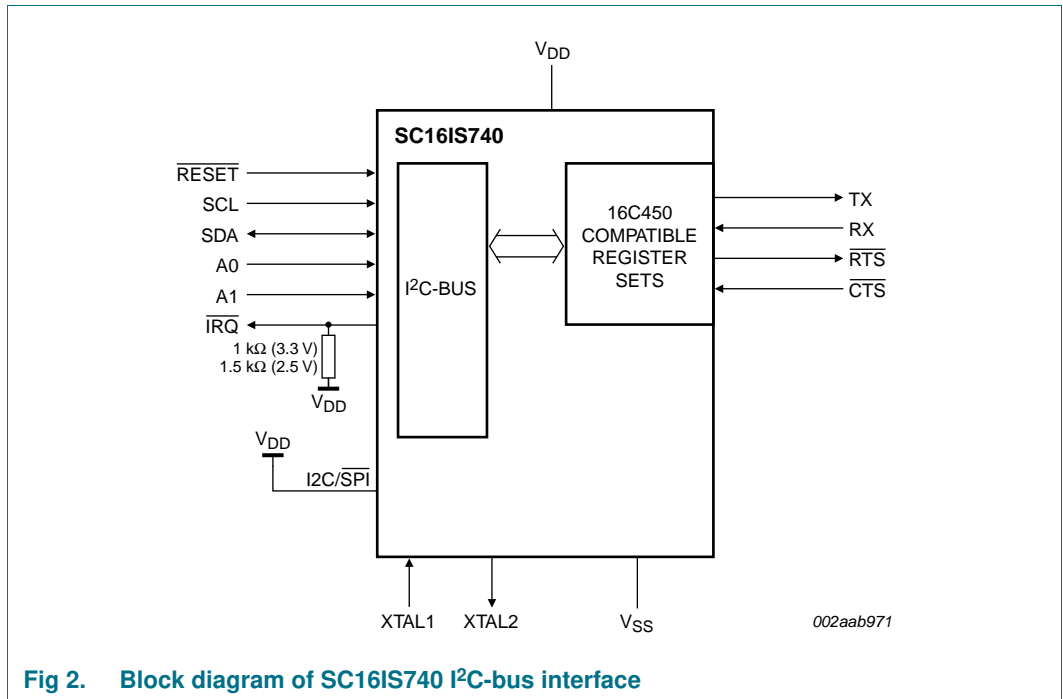 VDD
SC16IS740
RESET
SCL
SDA
A0
A1
IRQ
1 kΩ (3.3 V)
1.5 kΩ (2.5 V)
VDD
VDD
I2C/SPI
I2C-BUS
16C450
COMPATIBLE
REGISTER
SETS
TX
RX
RTS
CTS
XTAL1
XTAL2
VSS
002aab971
Fig 2. Block diagram of SC16IS740 I2C-bus interface